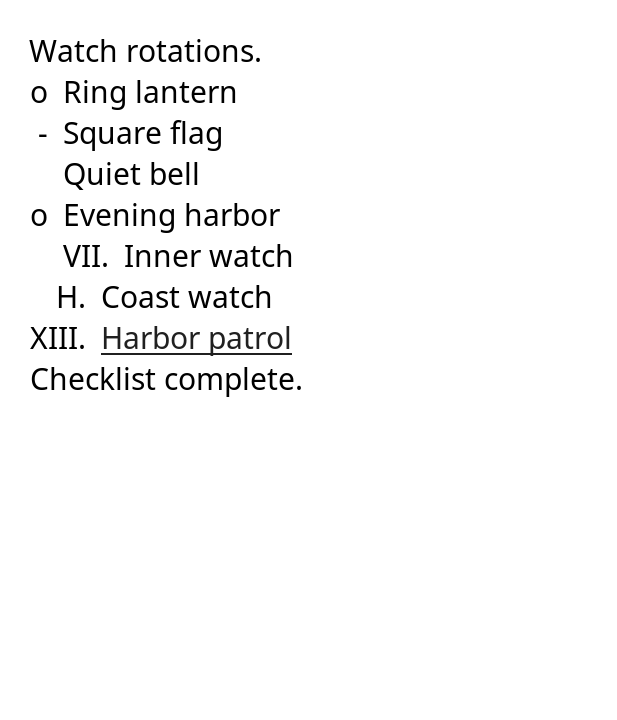 Watch rotations.
o Ring lantern
- Square flag
Quiet bell
o Evening harbor
VII. Inner watch
H. Coast watch
XIII. Harbor patrol
Checklist complete.